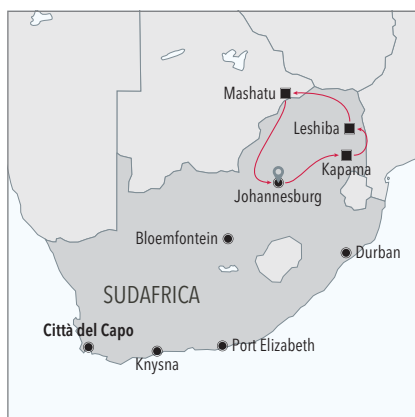 Mashatu
Leshiba
Kapama
Johannesburg
Bloemfontein
Durban
SUDAFRICA
Città del Capo
Port Elizabeth
Knysna